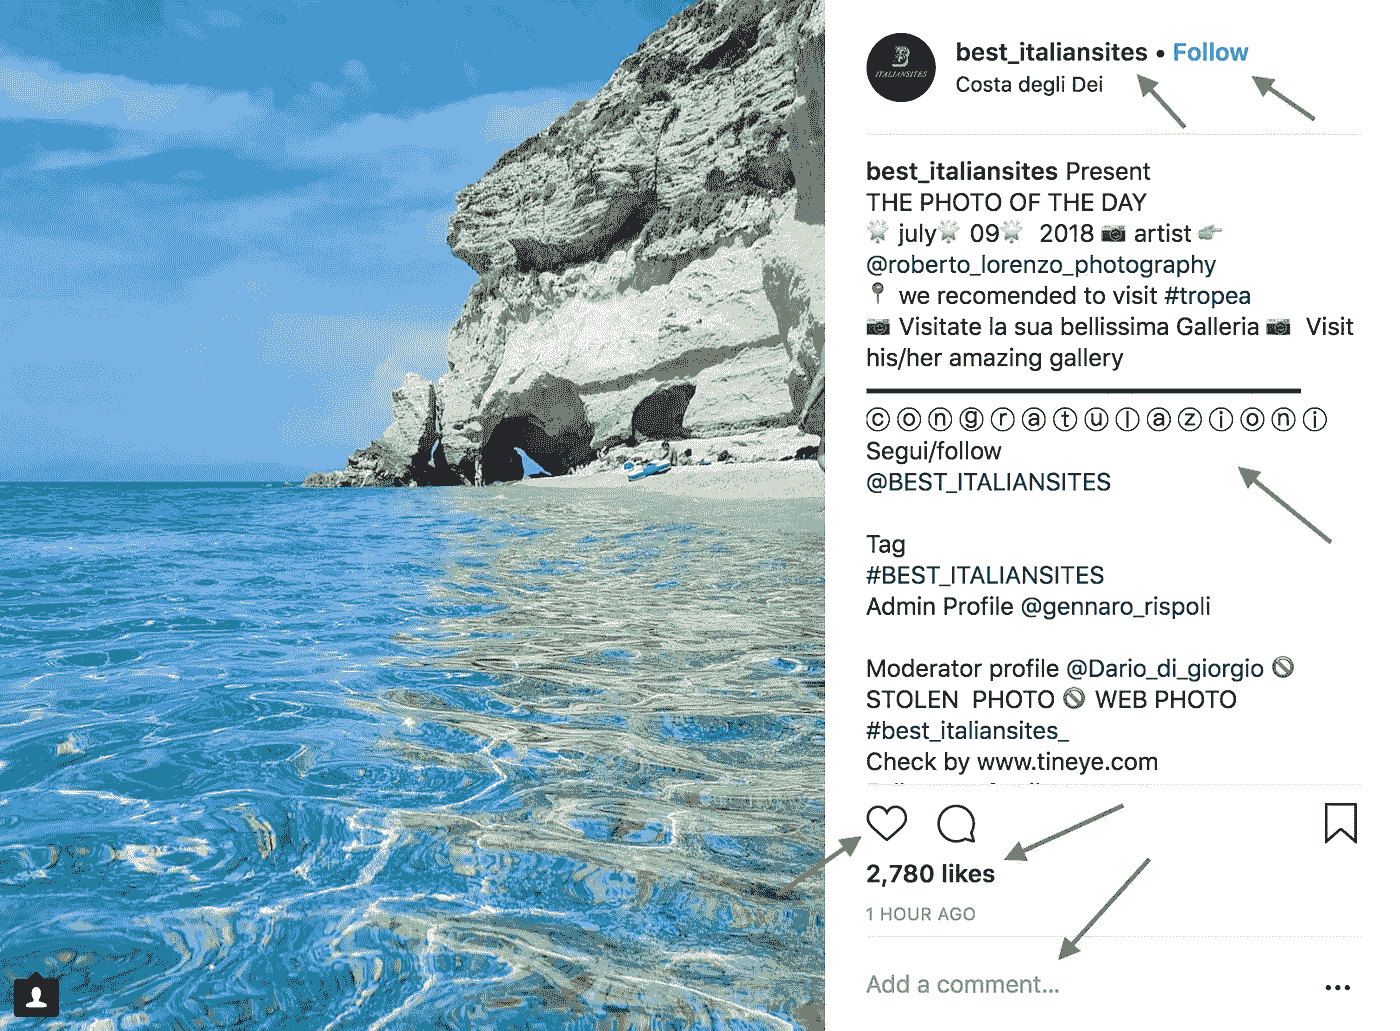 B
ITALIANSITES
best_italiansites • Follow
Costa degli Dei
best_italiansites Present
THE PHOTO OF THE DAY
🌟 july🌟 09🌟 2018 📷 artist 👉
@roberto_lorenzo_photography
📍 we recomended to visit #tropea
📷 Visitate la sua bellissima Galleria 📷 Visit
his/her amazing gallery
ⓒⓞⓝⓖⓡⓐⓣⓤⓛⓐⓩⓘⓞⓝⓘ
Segui/follow
@BEST_ITALIANSITES
Tag
#BEST_ITALIANSITES
Admin Profile @gennaro_rispoli
Moderator profile @Dario_di_giorgio 🚫
STOLEN PHOTO 🚫 WEB PHOTO
#best_italiansites_
Check by www.tineye.com
2,780 likes
1 HOUR AGO
Add a comment...